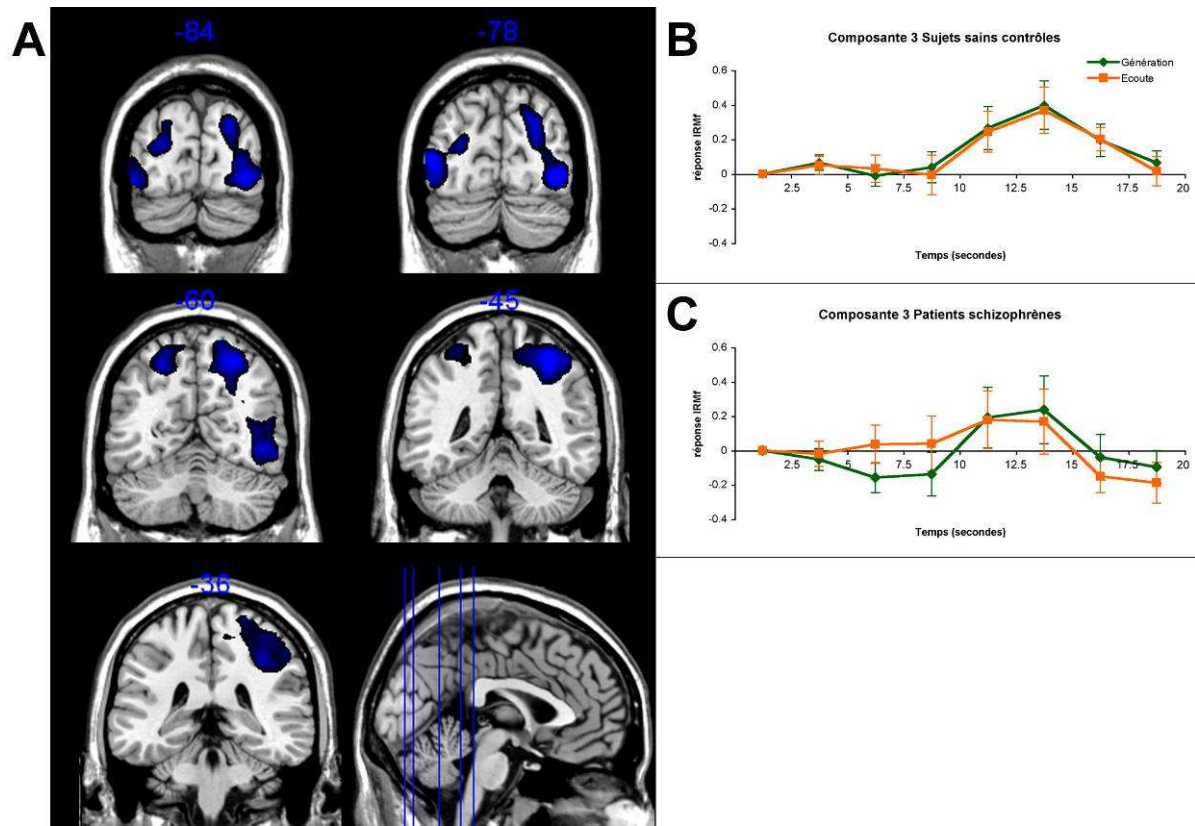 A
-84
-78
-60
-45
-36
B
Composante 3 Sujets sains contrôles
Génération
Ecoute
réponse IRMf
0.6
0.4
0.2
0
-0.2
-0.4
2.5 5 7.5 10 12.5 15 17.5 20
Temps (secondes)
C
Composante 3 Patients schizophrènes
réponse IRMf
0.6
0.4
0.2
0
-0.2
-0.4
2.5 5 7.5 10 12.5 15 17.5 20
Temps (secondes)